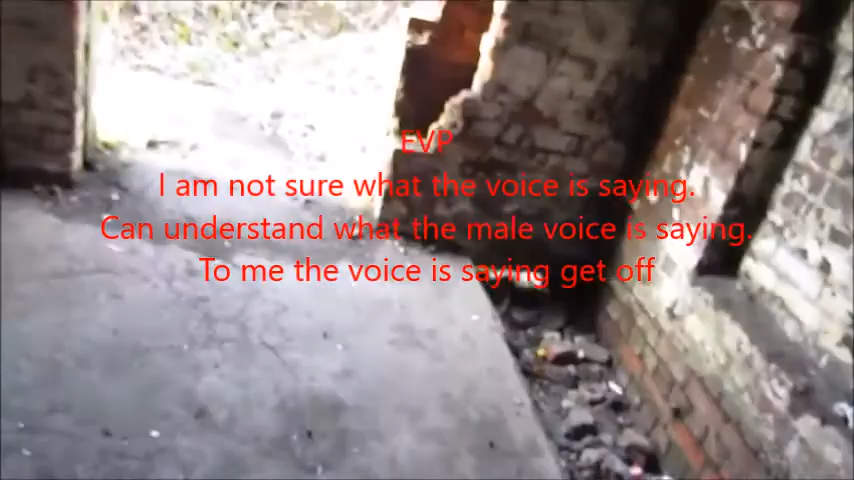 EVP
I am not sure what the voice is saying.
Can understand what the male voice is saying.
To me the voice is saying get off